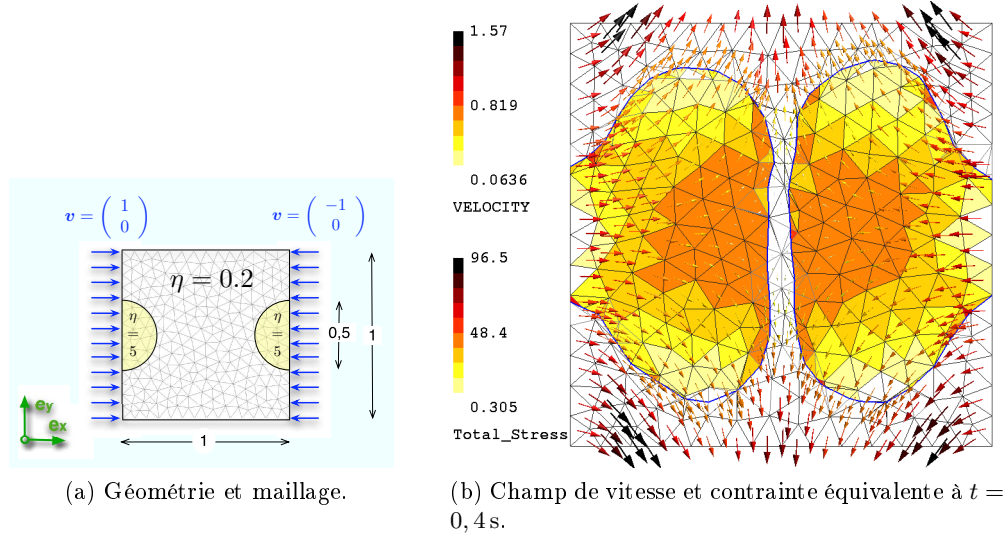 v = ( 1 0 )
v = ( −1 0 )
η = 0.2
η = 5
η = 5
0,5
1
1
ey
ex
(a) Géométrie et maillage.
1.57
0.819
0.0636
VELOCITY
96.5
48.4
0.305
Total_Stress
(b) Champ de vitesse et contrainte équivalente à t =
0, 4 s.